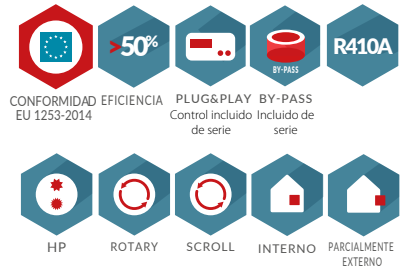 >50%
BY-PASS
R410A
CONFORMIDAD
EU 1253-2014
EFICIENCIA
PLUG&PLAY
Control incluido
de serie
BY-PASS
Incluido de
serie
HP
ROTARY
SCROLL
INTERNO
PARCIALMENTE
EXTERNO